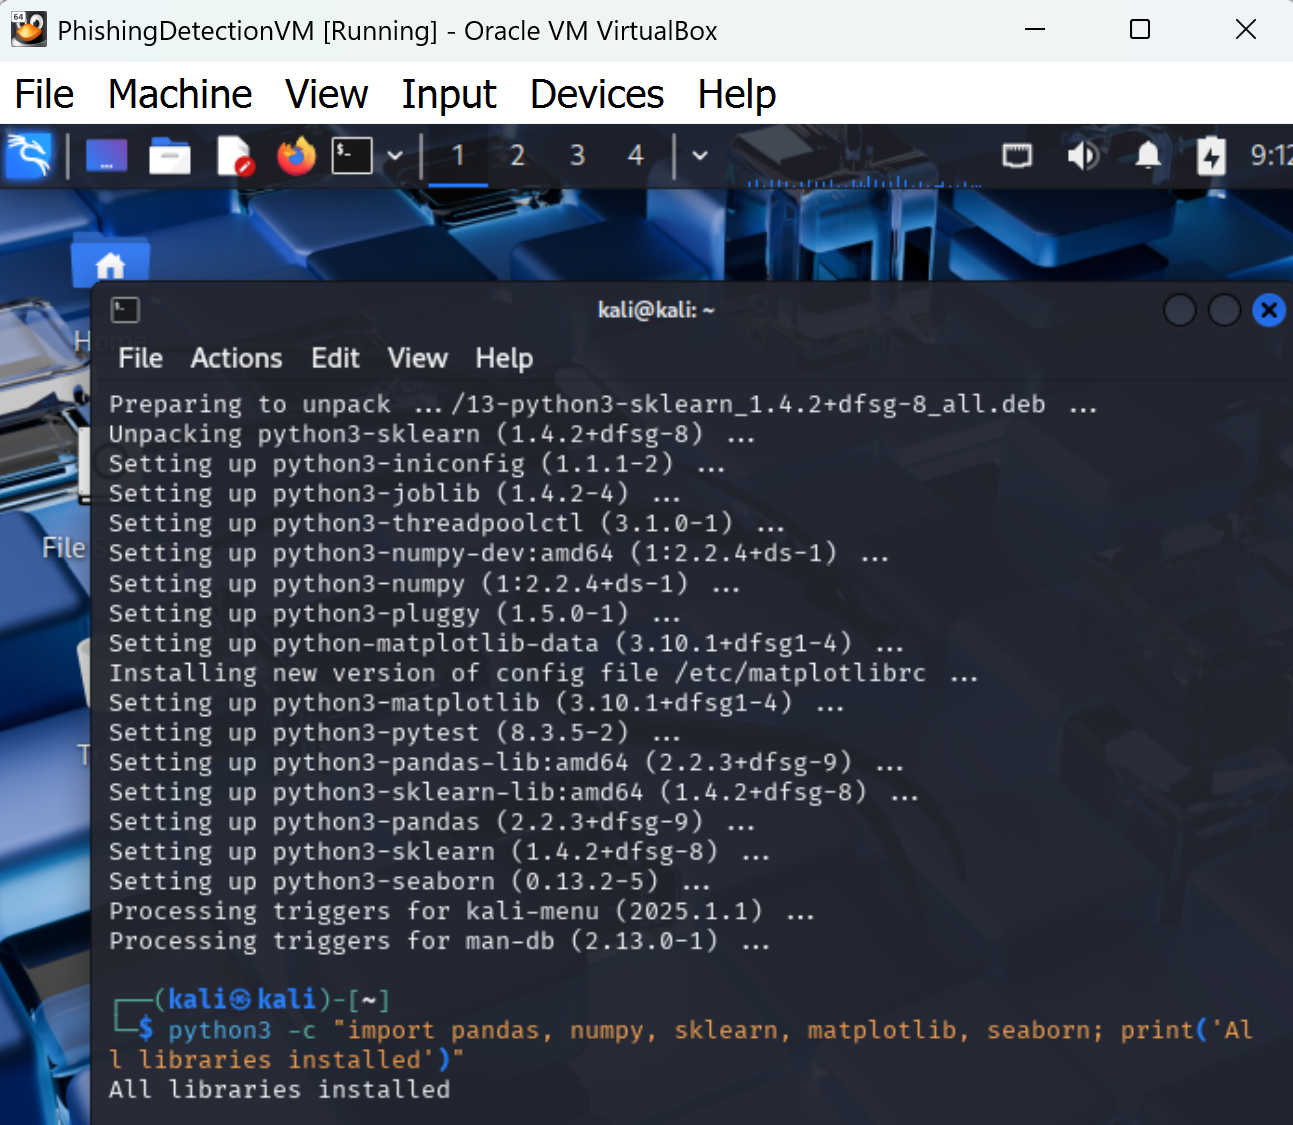 PhishingDetectionVM [Running] - Oracle VM VirtualBox
File Machine View Input Devices Help
1 2 3 4 9:12
kali@kali: ~
File Actions Edit View Help
Preparing to unpack .../13-python3-sklearn_1.4.2+dfsg-8_all.deb ...
Unpacking python3-sklearn (1.4.2+dfsg-8) ...
Setting up python3-iniconfig (1.1.1-2) ...
Setting up python3-joblib (1.4.2-4) ...
Setting up python3-threadpoolctl (3.1.0-1) ...
Setting up python3-numpy-dev:amd64 (1:2.2.4+ds-1) ...
Setting up python3-numpy (1:2.2.4+ds-1) ...
Setting up python3-pluggy (1.5.0-1) ...
Setting up python-matplotlib-data (3.10.1+dfsg1-4) ...
Installing new version of config file /etc/matplotlibrc ...
Setting up python3-matplotlib (3.10.1+dfsg1-4) ...
Setting up python3-pytest (8.3.5-2) ...
Setting up python3-pandas-lib:amd64 (2.2.3+dfsg-9) ...
Setting up python3-sklearn-lib:amd64 (1.4.2+dfsg-8) ...
Setting up python3-pandas (2.2.3+dfsg-9) ...
Setting up python3-sklearn (1.4.2+dfsg-8) ...
Setting up python3-seaborn (0.13.2-5) ...
Processing triggers for kali-menu (2025.1.1) ...
Processing triggers for man-db (2.13.0-1) ...
┌──(kali㉿kali)-[~]
└─$ python3 -c "import pandas, numpy, sklearn, matplotlib, seaborn; print('Al
l libraries installed')"
All libraries installed
Home
File